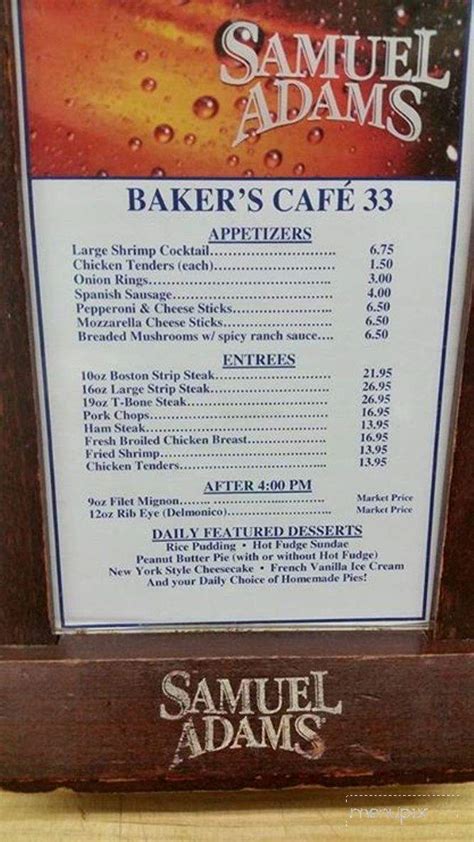 SAMUEL
ADAMS®
BAKER'S CAFÉ 33
APPETIZERS
Large Shrimp Cocktail.......................... 6.75
Chicken Tenders (each).......................... 1.50
Onion Rings.......................... 3.00
Spanish Sausage.......................... 4.00
Pepperoni & Cheese Sticks.......................... 6.50
Mozzarella Cheese Sticks.......................... 6.50
Breaded Mushrooms w/ spicy ranch sauce.... 6.50
ENTREES
10oz Boston Strip Steak.......................... 21.95
16oz Large Strip Steak.......................... 26.95
19oz T-Bone Steak.......................... 26.95
Pork Chops.......................... 16.95
Ham Steak.......................... 13.95
Fresh Broiled Chicken Breast.......................... 16.95
Fried Shrimp.......................... 13.95
Chicken Tenders.......................... 13.95
AFTER 4:00 PM
9oz Filet Mignon.......................... Market Price
12oz Rib Eye (Delmonico).......................... Market Price
DAILY FEATURED DESSERTS
Rice Pudding • Hot Fudge Sundae
Peanut Butter Pie (with or without Hot Fudge)
New York Style Cheesecake • French Vanilla Ice Cream
And your Daily Choice of Homemade Pies!
SAMUEL
ADAMS®
menupix